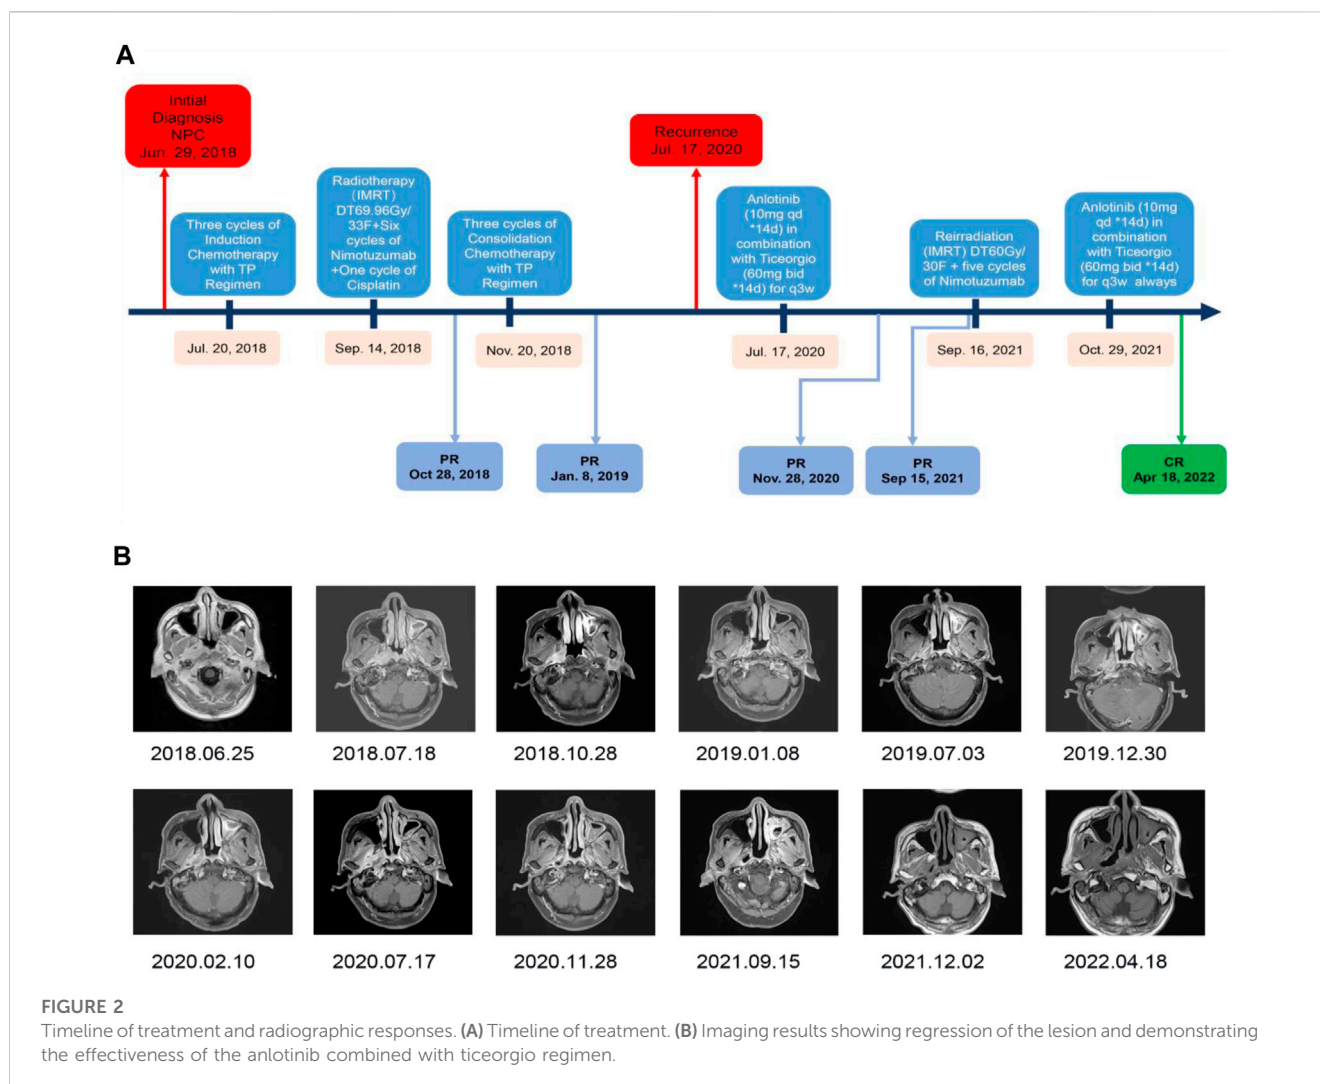 A
Initial
Diagnosis
NPC
Jun. 29, 2018
Three cycles of
Induction
Chemotherapy
with TP
Regimen
Radiotherapy
(IMRT)
DT69.96Gy/
33F+Six
cycles of
Nimotuzumab
+One cycle of
Cisplatin
Three cycles of
Consolidation
Chemotherapy
with TP
Regimen
Recurrence
Jul. 17, 2020
Anlotinib
(10mg qd
*14d) in
combination
with Ticeorgio
(60mg bid
*14d) for q3w
Reirradiation
(IMRT) DT60Gy/
30F + five cycles
of Nimotuzumab
Anlotinib (10mg
qd *14d) in
combination
with Ticeorgio
(60mg bid *14d)
for q3w always
Jul. 20, 2018
Sep. 14, 2018
Nov. 20, 2018
Jul. 17, 2020
Sep. 16, 2021
Oct. 29, 2021
PR
Oct 28, 2018
PR
Jan. 8, 2019
PR
Nov. 28, 2020
PR
Sep 15, 2021
CR
Apr 18, 2022
B
2018.06.25
2018.07.18
2018.10.28
2019.01.08
2019.07.03
2019.12.30
2020.02.10
2020.07.17
2020.11.28
2021.09.15
2021.12.02
2022.04.18
FIGURE 2
Timeline of treatment and radiographic responses. (A) Timeline of treatment. (B) Imaging results showing regression of the lesion and demonstrating
the effectiveness of the anlotinib combined with ticeorgio regimen.